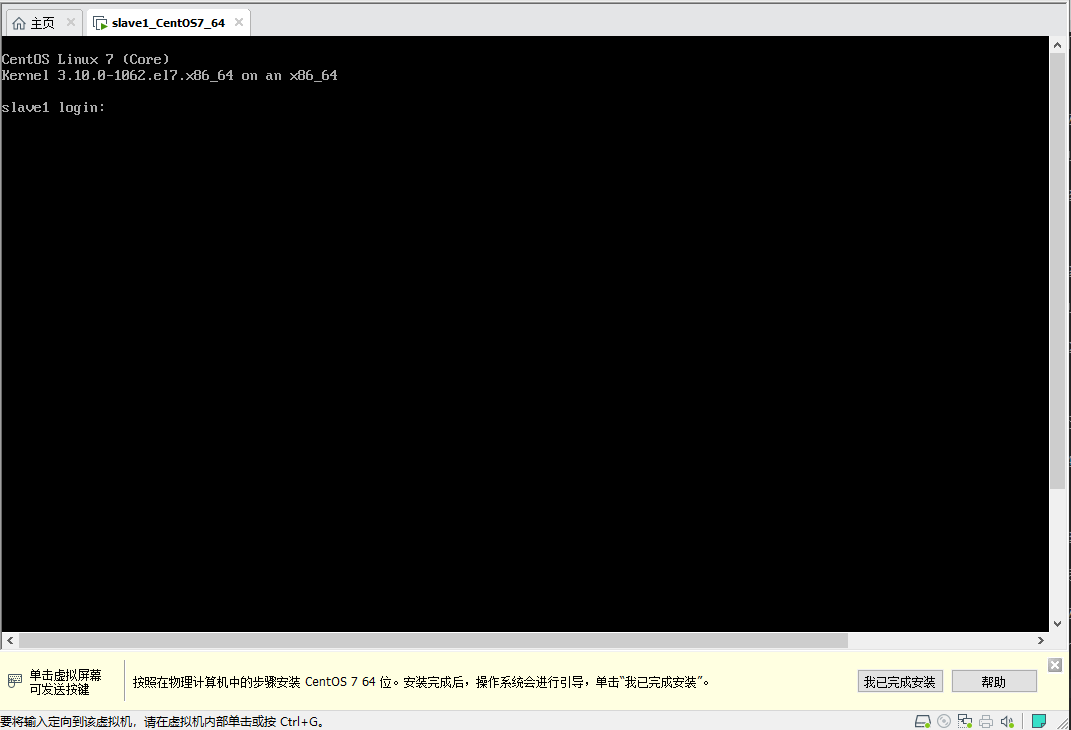 主页
slave1_CentOS7_64
CentOS Linux 7 (Core)
Kernel 3.10.0-1062.el7.x86_64 on an x86_64
slave1 login:
单击虚拟屏幕
可发送按键
按照在物理计算机中的步骤安装 CentOS 7 64 位。安装完成后，操作系统会进行引导，单击“我已完成安装”。
我已完成安装
帮助
要将输入定向到该虚拟机，请在虚拟机内部单击或按 Ctrl+G。